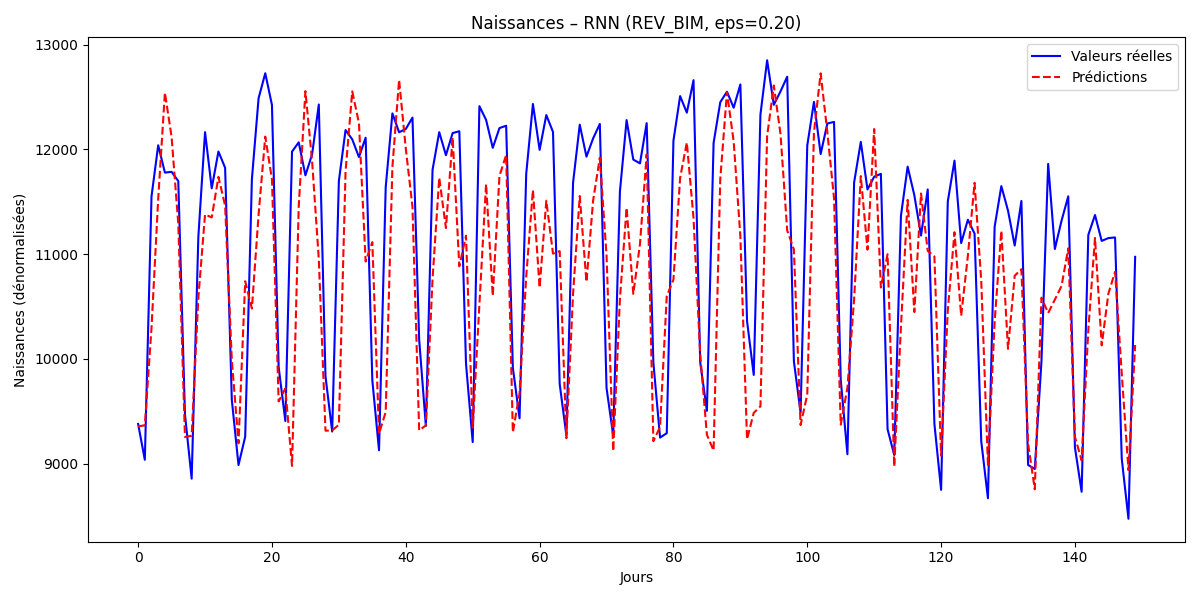 Naissances – RNN (REV_BIM, eps=0.20)
Valeurs réelles
Prédictions
Naissances (dénormalisées)
13000
12000
11000
10000
9000
0 20 40 60 80 100 120 140
Jours